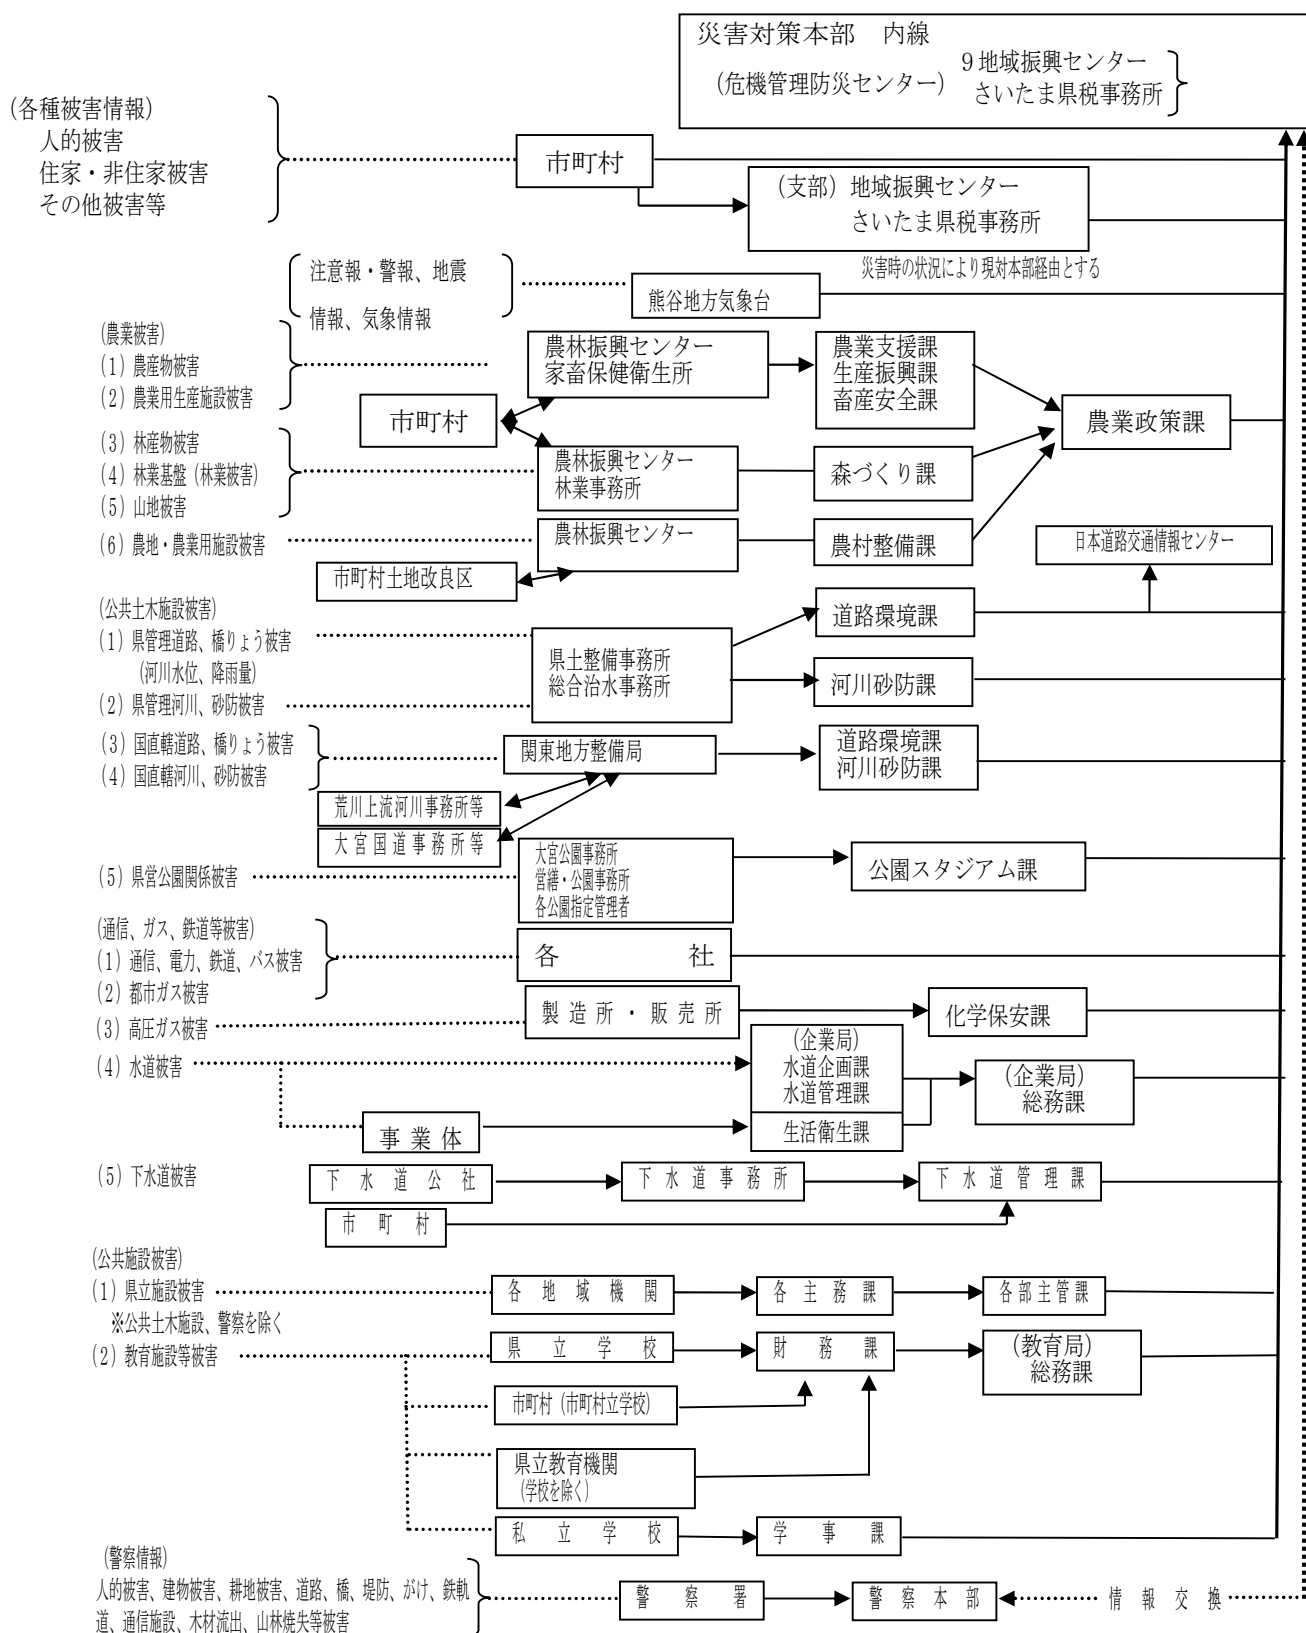 災害対策本部　内線
(危機管理防災センター)
９地域振興センター
さいたま県税事務所
(各種被害情報)
人的被害
住家・非住家被害
その他被害等
市町村
(支部) 地域振興センター
さいたま県税事務所
災害時の状況により現対本部経由とする
注意報・警報、地震
情報、気象情報
熊谷地方気象台
(農業被害)
(1) 農産物被害
(2) 農業用生産施設被害
農林振興センター
家畜保健衛生所
農業支援課
生産振興課
畜産安全課
市町村
農業政策課
(3) 林産物被害
(4) 林業基盤 (林業被害)
(5) 山地被害
農林振興センター
林業事務所
森づくり課
(6) 農地・農業用施設被害
農林振興センター
農村整備課
日本道路交通情報センター
市町村土地改良区
(公共土木施設被害)
(1) 県管理道路、橋りょう被害
(河川水位、降雨量)
(2) 県管理河川、砂防被害
県土整備事務所
総合治水事務所
道路環境課
河川砂防課
(3) 国直轄道路、橋りょう被害
(4) 国直轄河川、砂防被害
関東地方整備局
道路環境課
河川砂防課
荒川上流河川事務所等
大宮国道事務所等
(5) 県営公園関係被害
大宮公園事務所
営繕・公園事務所
各公園指定管理者
公園スタジアム課
(通信、ガス、鉄道等被害)
(1) 通信、電力、鉄道、バス被害
(2) 都市ガス被害
各　　　　社
(3) 高圧ガス被害
製造所・販売所
化学保安課
(4) 水道被害
(企業局)
水道企画課
水道管理課
生活衛生課
(企業局)
総務課
事業体
(5) 下水道被害
下水道公社
下水道事務所
下水道管理課
市町村
(公共施設被害)
(1) 県立施設被害
※公共土木施設、警察を除く
各地域機関
各主務課
各部主管課
(2) 教育施設等被害
県立学校
財務課
(教育局)
総務課
市町村 (市町村立学校)
県立教育機関
(学校を除く)
私立学校
学事課
(警察情報)
人的被害、建物被害、耕地被害、道路、橋、堤防、がけ、鉄軌
道、通信施設、木材流出、山林焼失等被害
警察署
警察本部
情報交換